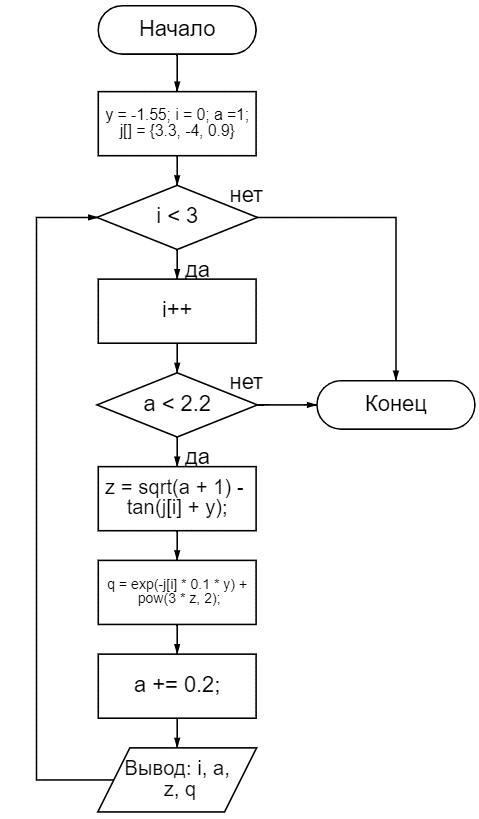 Начало
y = -1.55; i = 0; a =1;
j[] = {3.3, -4, 0.9}
нет
i < 3
да
i++
нет
a < 2.2
Конец
да
z = sqrt(a + 1) -
tan(j[i] + y);
q = exp(-j[i] * 0.1 * y) +
pow(3 * z, 2);
a += 0.2;
Вывод: i, a,
z, q